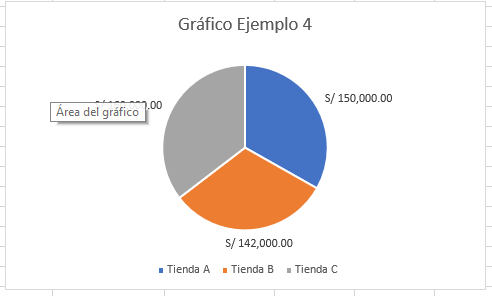 Gráfico Ejemplo 4
S/ 150,000.00
Área del gráfico
S/ 142,000.00
Tienda A
Tienda B
Tienda C